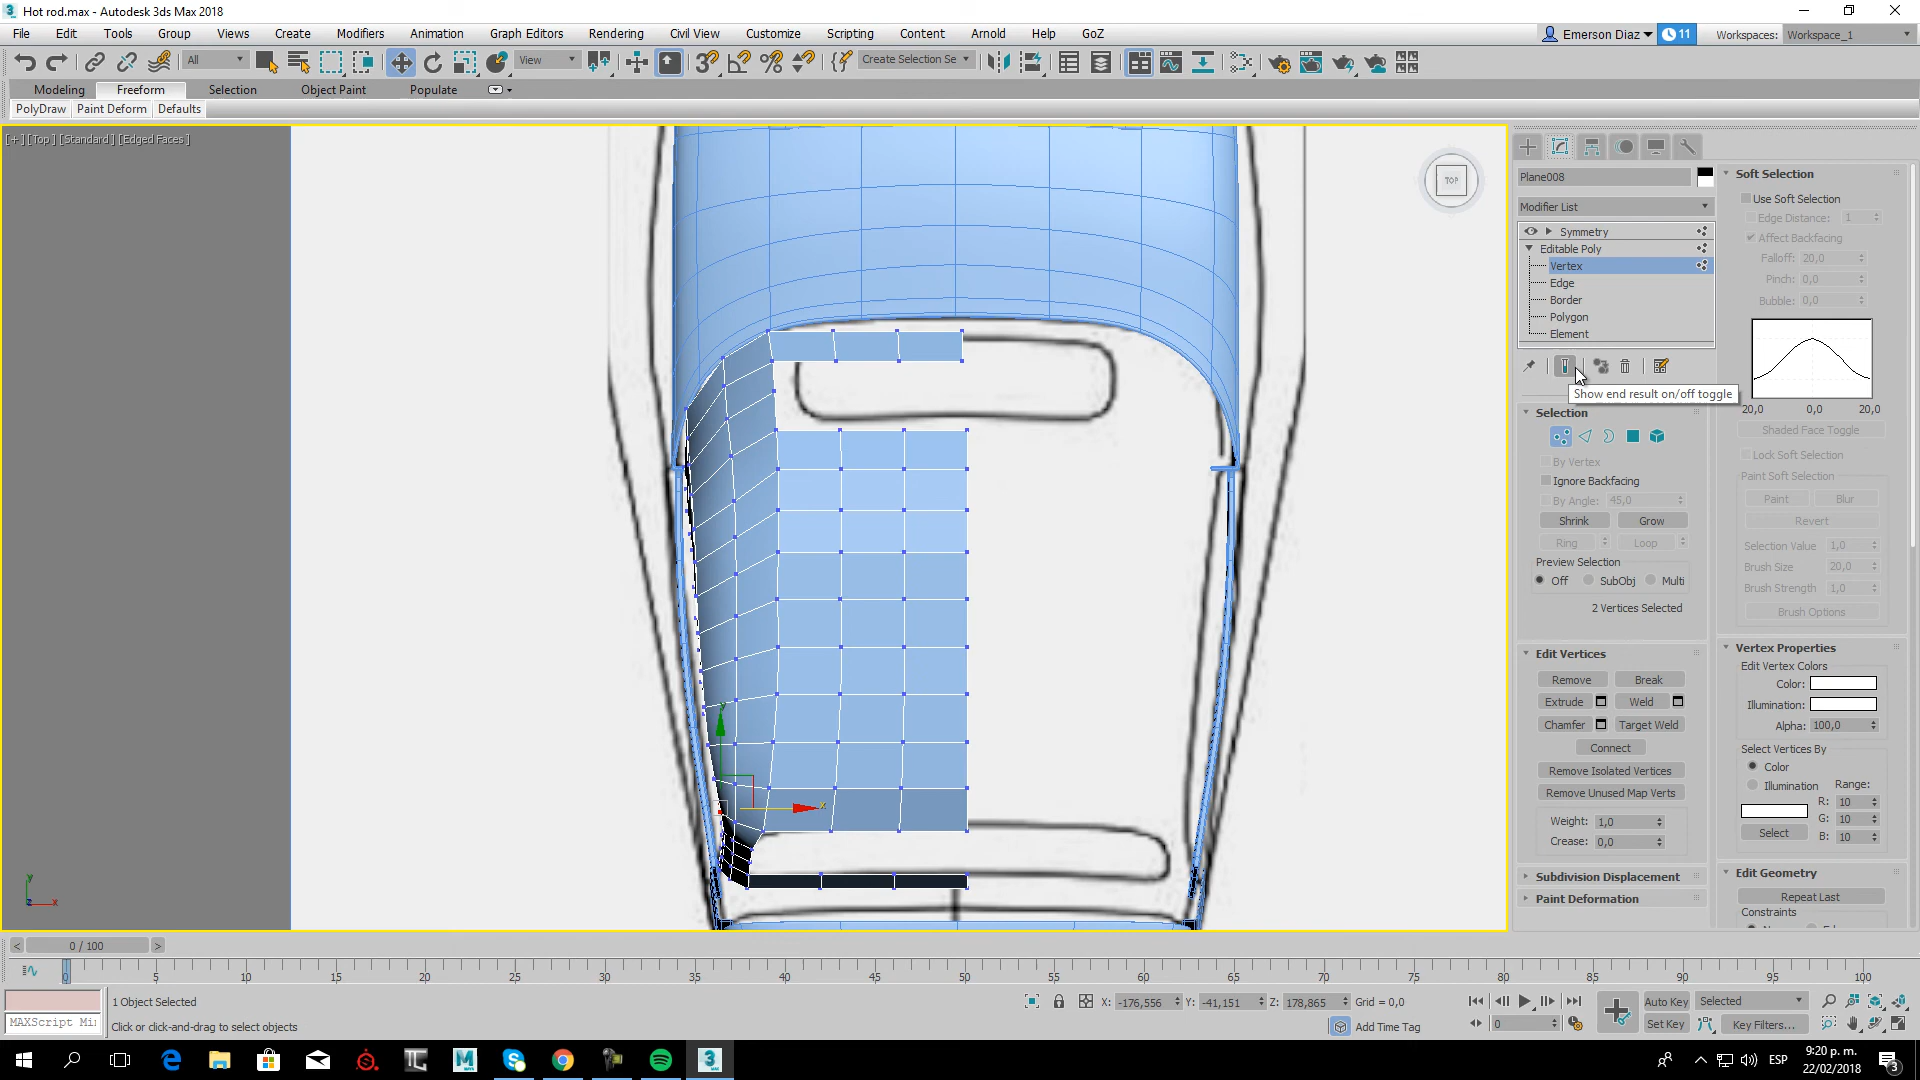 Hot rod.max - Autodesk 3ds Max 2018
File Edit Tools Group Views Create Modifiers Animation Graph Editors Rendering Civil View Customize Scripting Content Arnold Help GoZ
Emerson Diaz 11 Workspaces: Workspace_1
All View 3 Create Selection Se
Modeling Freeform Selection Object Paint Populate
PolyDraw Paint Deform Defaults
[+] [Top] [Standard] [Edged Faces]
TOP
Plane008
Modifier List
Symmetry
Editable Poly
Vertex
Edge
Border
Polygon
Element
Show end result on/off toggle
Selection
By Vertex
Ignore Backfacing
By Angle: 45,0
Shrink Grow
Ring Loop
Preview Selection
Off SubObj Multi
2 Vertices Selected
Edit Vertices
Remove Break
Extrude Weld
Chamfer Target Weld
Connect
Remove Isolated Vertices
Remove Unused Map Verts
Weight: 1,0
Crease: 0,0
Subdivision Displacement
Paint Deformation
Soft Selection
Use Soft Selection
Edge Distance: 1
Affect Backfacing
Falloff: 20,0
Pinch: 0,0
Bubble: 0,0
20,0 0,0 20,0
Shaded Face Toggle
Lock Soft Selection
Paint Soft Selection
Paint Blur
Revert
Selection Value 1,0
Brush Size 20,0
Brush Strength 1,0
Brush Options
Vertex Properties
Edit Vertex Colors
Color:
Illumination:
Alpha: 100,0
Select Vertices By
Color
Illumination Range:
R: 10
G: 10
B: 10
Select
Edit Geometry
Repeat Last
Constraints
y
x
z
y x
< 0 / 100 >
0 5 10 15 20 25 30 35 40 45 50 55 60 65 70 75 80 85 90 95 100
1 Object Selected
X: -176,556 Y: -41,151 Z: 178,865 Grid = 0,0
Auto Key Selected
MAXScript Mi
Click or click-and-drag to select objects
Add Time Tag
0
Set Key Key Filters...
ESP
9:20 p. m.
22/02/2018
3